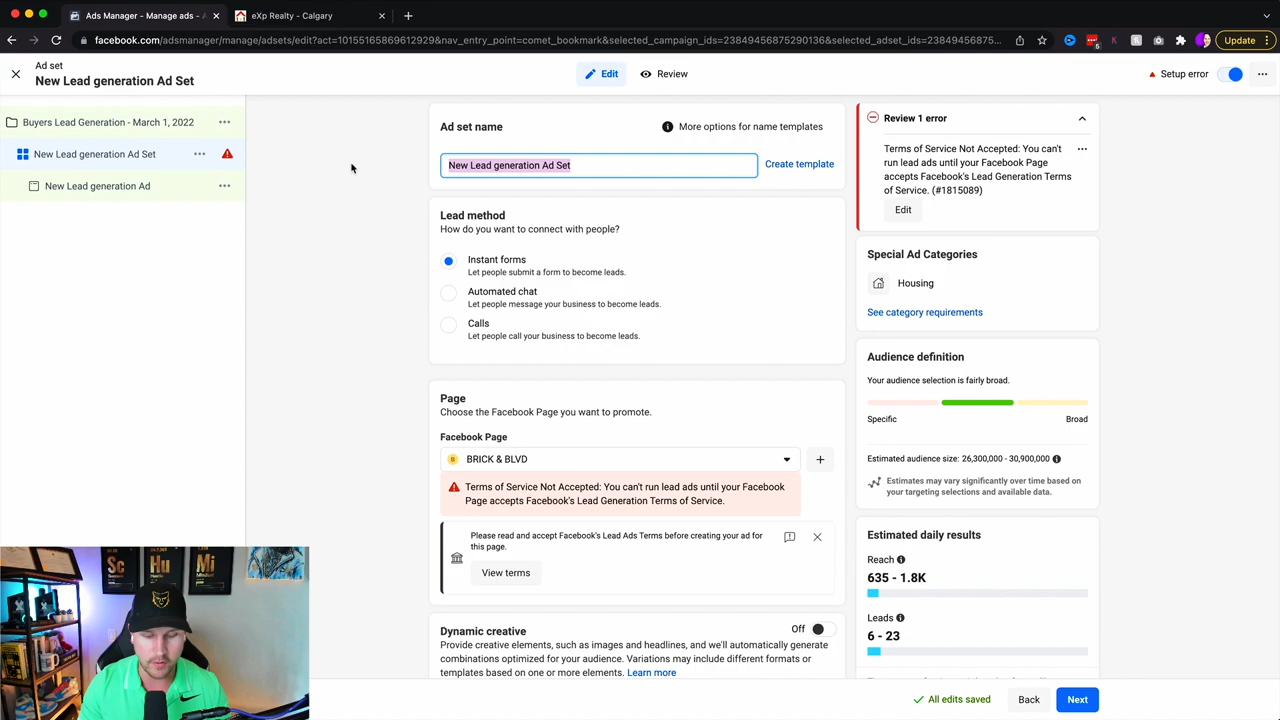 Ads Manager - Manage ads - A
eXp Realty - Calgary
facebook.com/adsmanager/manage/adsets/edit?act=10155165869612929&nav_entry_point=comet_bookmark&selected_campaign_ids=23849456875290136&selected_adset_ids=23849456875...
5
K
Update
Ad set
New Lead generation Ad Set
Edit
Review
Setup error
Buyers Lead Generation - March 1, 2022
New Lead generation Ad Set
New Lead generation Ad
Ad set name
More options for name templates
New Lead generation Ad Set
Create template
Lead method
How do you want to connect with people?
Instant forms
Let people submit a form to become leads.
Automated chat
Let people message your business to become leads.
Calls
Let people call your business to become leads.
Page
Choose the Facebook Page you want to promote.
Facebook Page
B
BRICK & BLVD
Terms of Service Not Accepted: You can't run lead ads until your Facebook
Page accepts Facebook's Lead Generation Terms of Service.
Please read and accept Facebook's Lead Ads Terms before creating your ad for
this page.
View terms
Dynamic creative
Off
Provide creative elements, such as images and headlines, and we'll automatically generate
combinations optimized for your audience. Variations may include different formats or
templates based on one or more elements. Learn more
Review 1 error
Terms of Service Not Accepted: You can't
run lead ads until your Facebook Page
accepts Facebook's Lead Generation Terms
of Service. (#1815089)
Edit
Special Ad Categories
Housing
See category requirements
Audience definition
Your audience selection is fairly broad.
Specific
Broad
Estimated audience size: 26,300,000 - 30,900,000
Estimates may vary significantly over time based on
your targeting selections and available data.
Estimated daily results
Reach
635 - 1.8K
Leads
6 - 23
All edits saved
Back
Next
Sc
Hu
Mi